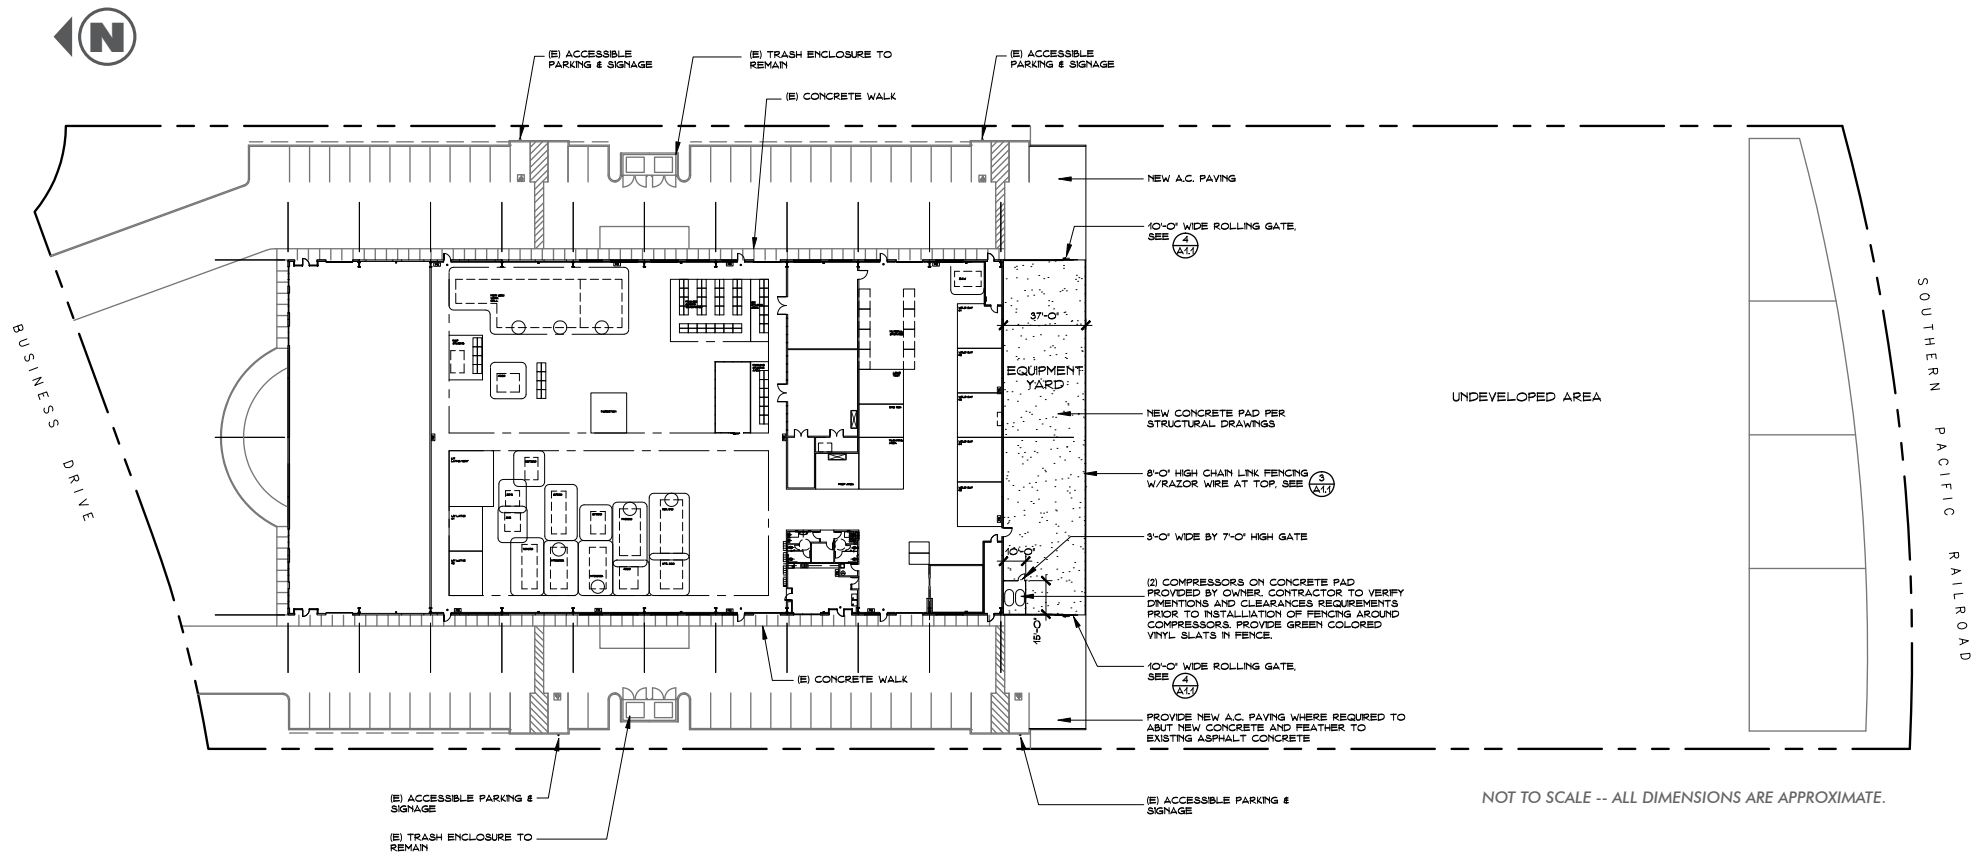 N
(E) ACCESSIBLE
PARKING & SIGNAGE
(E) TRASH ENCLOSURE TO
REMAIN
(E) ACCESSIBLE
PARKING & SIGNAGE
(E) CONCRETE WALK
NEW A.C. PAVING
10'-0" WIDE ROLLING GATE,
SEE 4
A1.1
37'-0"
EQUIPMENT
YARD
UNDEVELOPED AREA
NEW CONCRETE PAD PER
STRUCTURAL DRAWINGS
8'-0" HIGH CHAIN LINK FENCING
W/RAZOR WIRE AT TOP, SEE 3
A1.1
3'-0" WIDE BY 7'-0" HIGH GATE
10'-0"
(2) COMPRESSORS ON CONCRETE PAD
PROVIDED BY OWNER. CONTRACTOR TO VERIFY
DIMENTIONS AND CLEARANCES REQUIREMENTS
PRIOR TO INSTALLIATION OF FENCING AROUND
COMPRESSORS. PROVIDE GREEN COLORED
VINYL SLATS IN FENCE.
15'-0"
10'-0" WIDE ROLLING GATE,
SEE 4
A1.1
(E) CONCRETE WALK
PROVIDE NEW A.C. PAVING WHERE REQUIRED TO
ABUT NEW CONCRETE AND FEATHER TO
EXISTING ASPHALT CONCRETE
(E) ACCESSIBLE PARKING &
SIGNAGE
(E) TRASH ENCLOSURE TO
REMAIN
(E) ACCESSIBLE PARKING &
SIGNAGE
BUSINESS DRIVE
SOUTHERN PACIFIC RAILROAD
NOT TO SCALE -- ALL DIMENSIONS ARE APPROXIMATE.